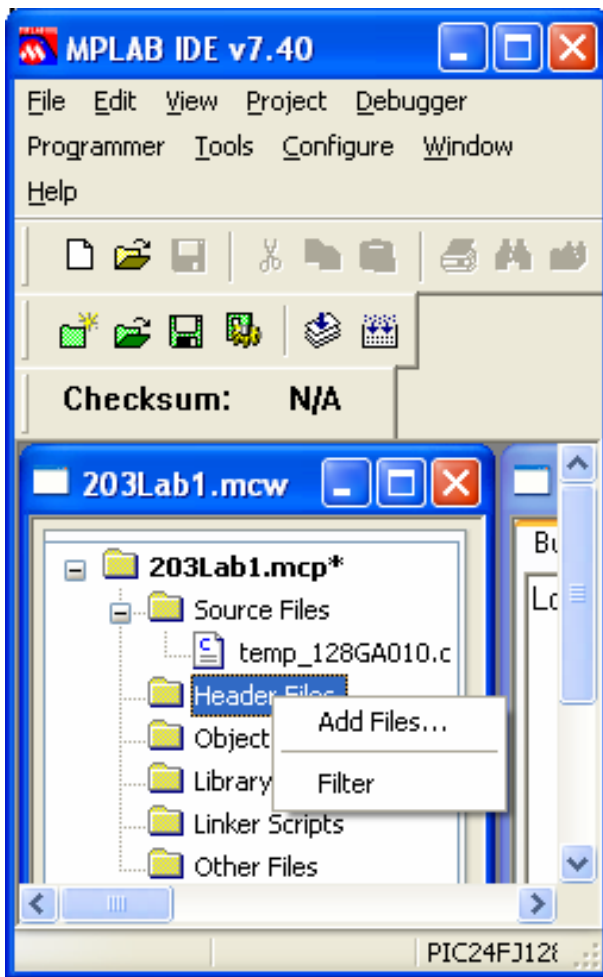 MPLAB IDE v7.40
File Edit View Project Debugger
Programmer Tools Configure Window
Help
Checksum: N/A
203Lab1.mcw
203Lab1.mcp*
Source Files
temp_128GA010.c
Header Files
Add Files...
Object
Library
Filter
Linker Scripts
Other Files
PIC24FJ128